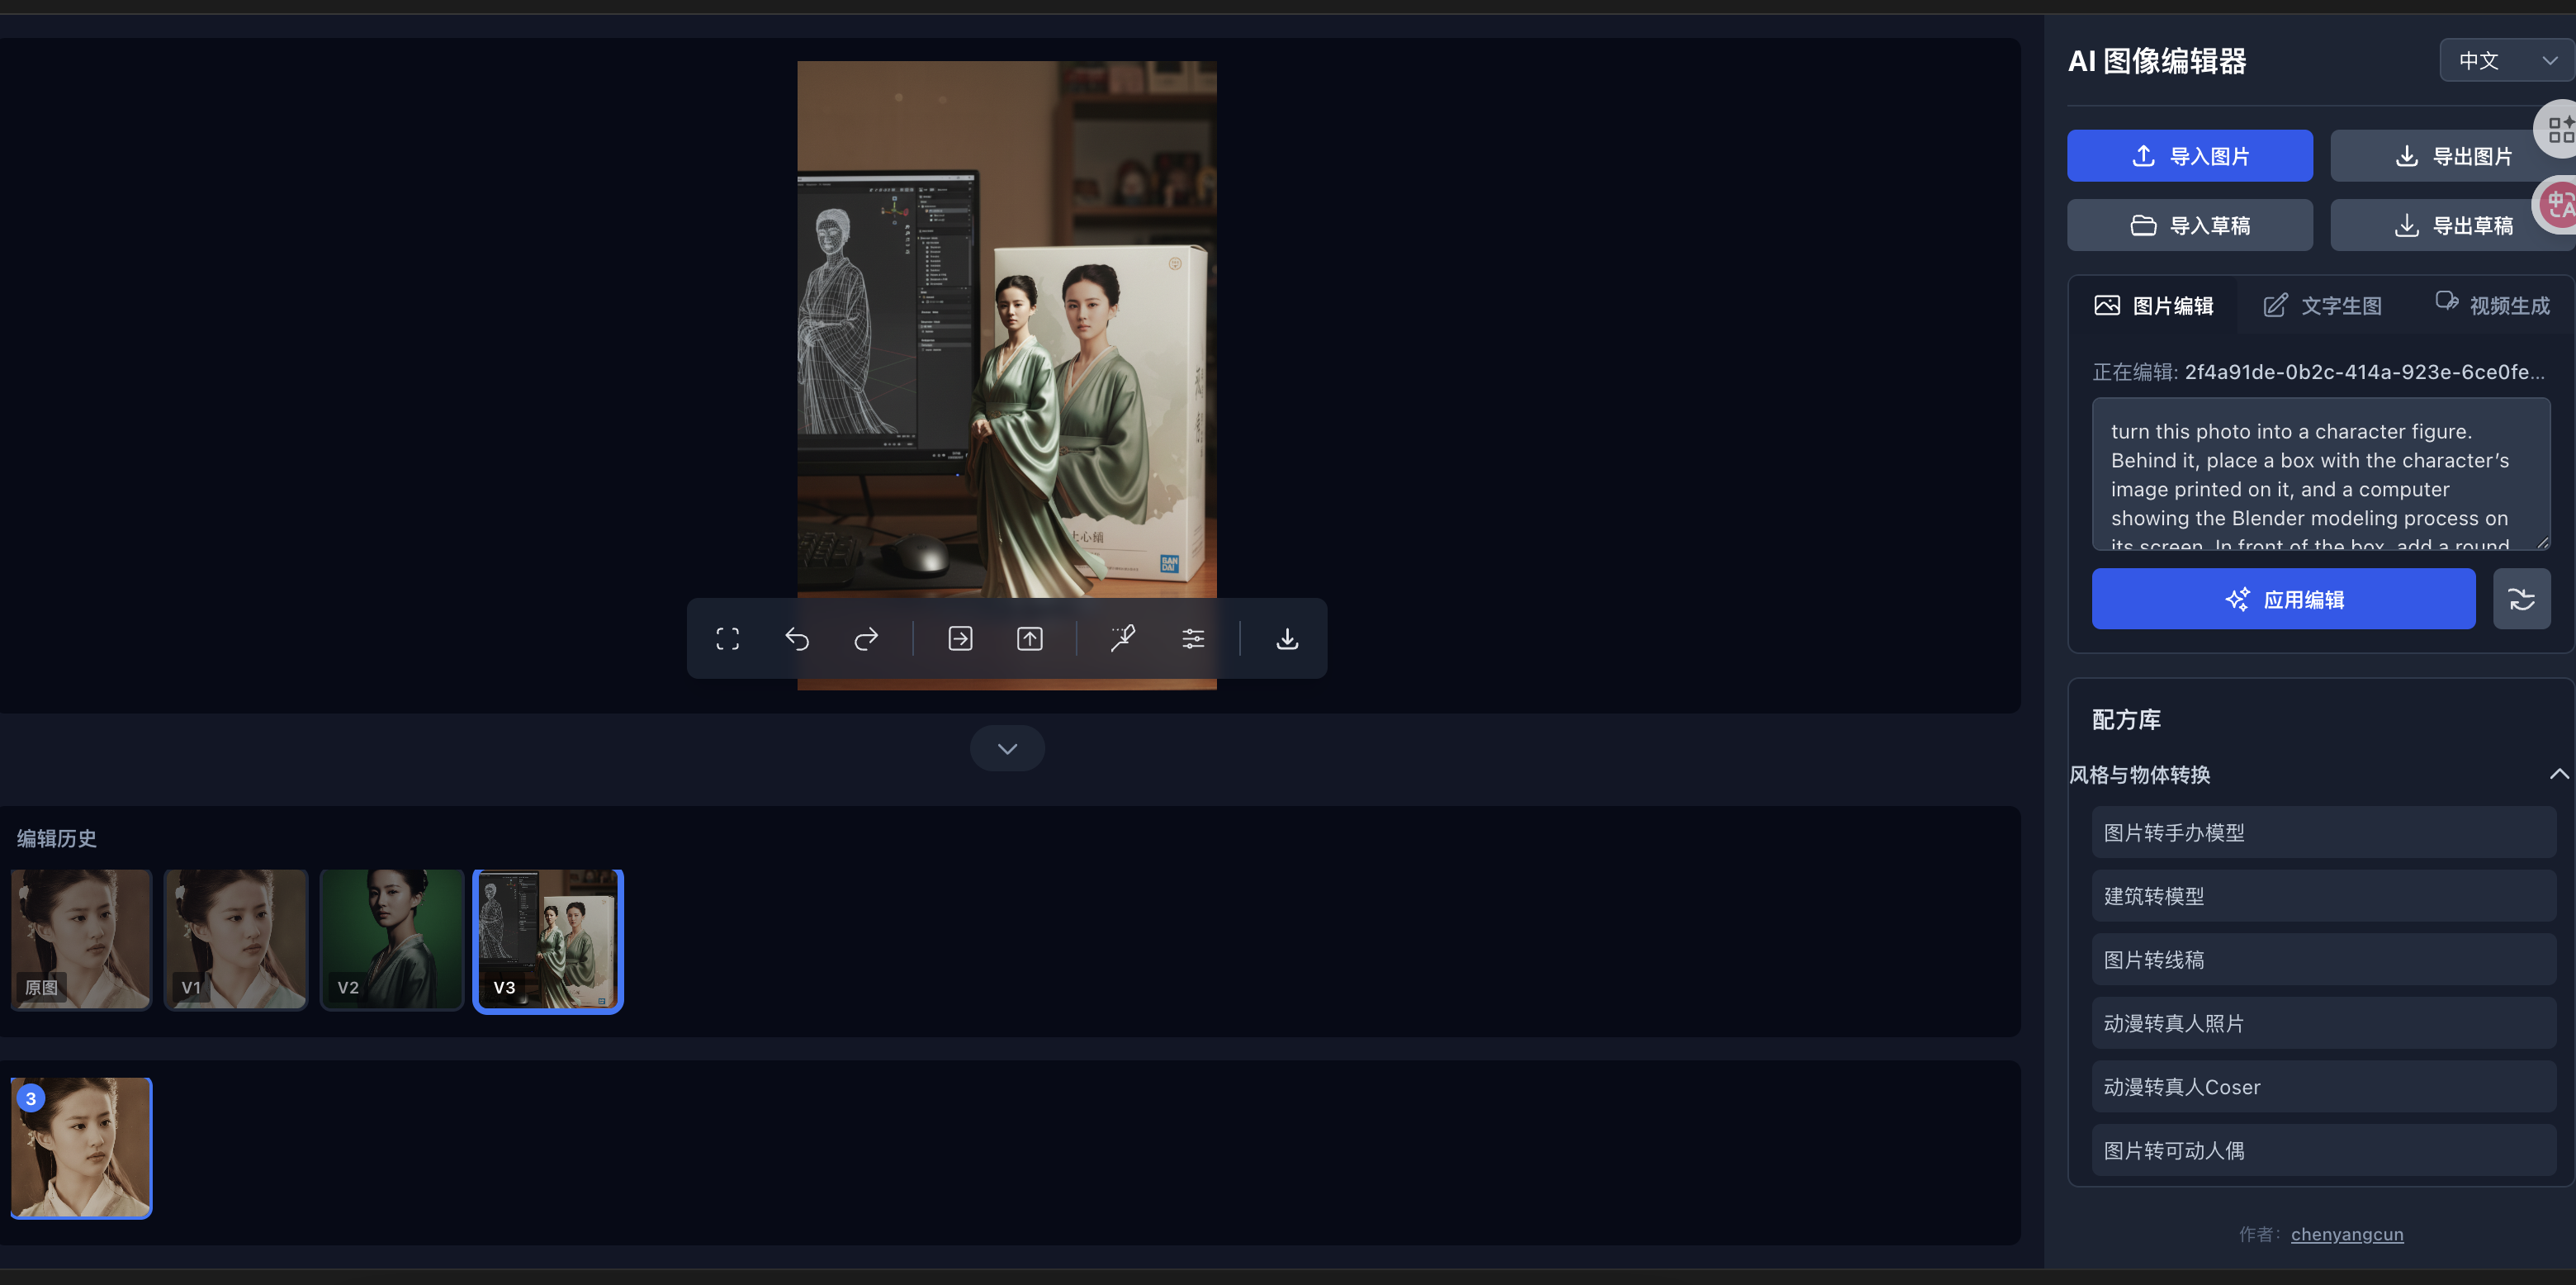 AI 图像编辑器
中文
导入图片
导出图片
导入草稿
导出草稿
图片编辑
文字生图
视频生成
正在编辑: 2f4a91de-0b2c-414a-923e-6ce0fe...
turn this photo into a character figure.
Behind it, place a box with the character’s
image printed on it, and a computer
showing the Blender modeling process on
its screen. In front of the box, add a round
应用编辑
配方库
风格与物体转换
图片转手办模型
建筑转模型
图片转线稿
动漫转真人照片
动漫转真人Coser
图片转可动人偶
作者: chenyangcun
BAN
DAI
编辑历史
原图
V1
V2
V3
3